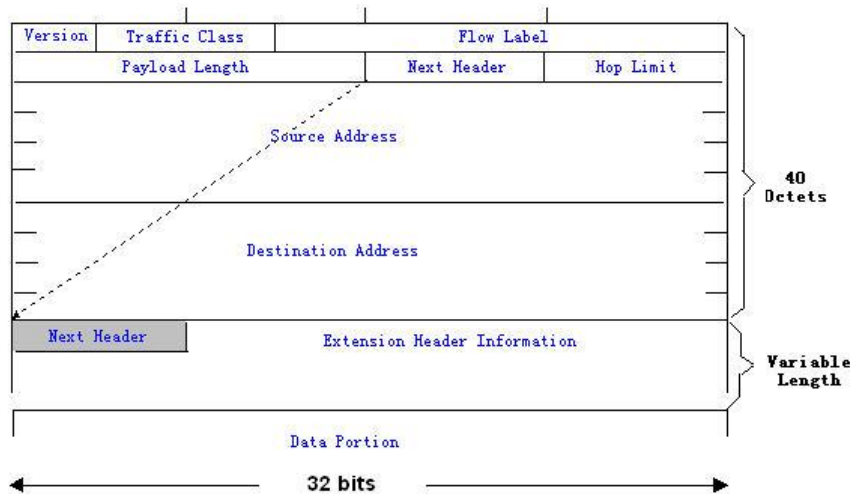 Version Traffic Class Flow Label
Payload Length Next Header Hop Limit
Source Address
40
Octets
Destination Address
Next Header Extension Header Information
Variable
Length
Data Portion
32 bits